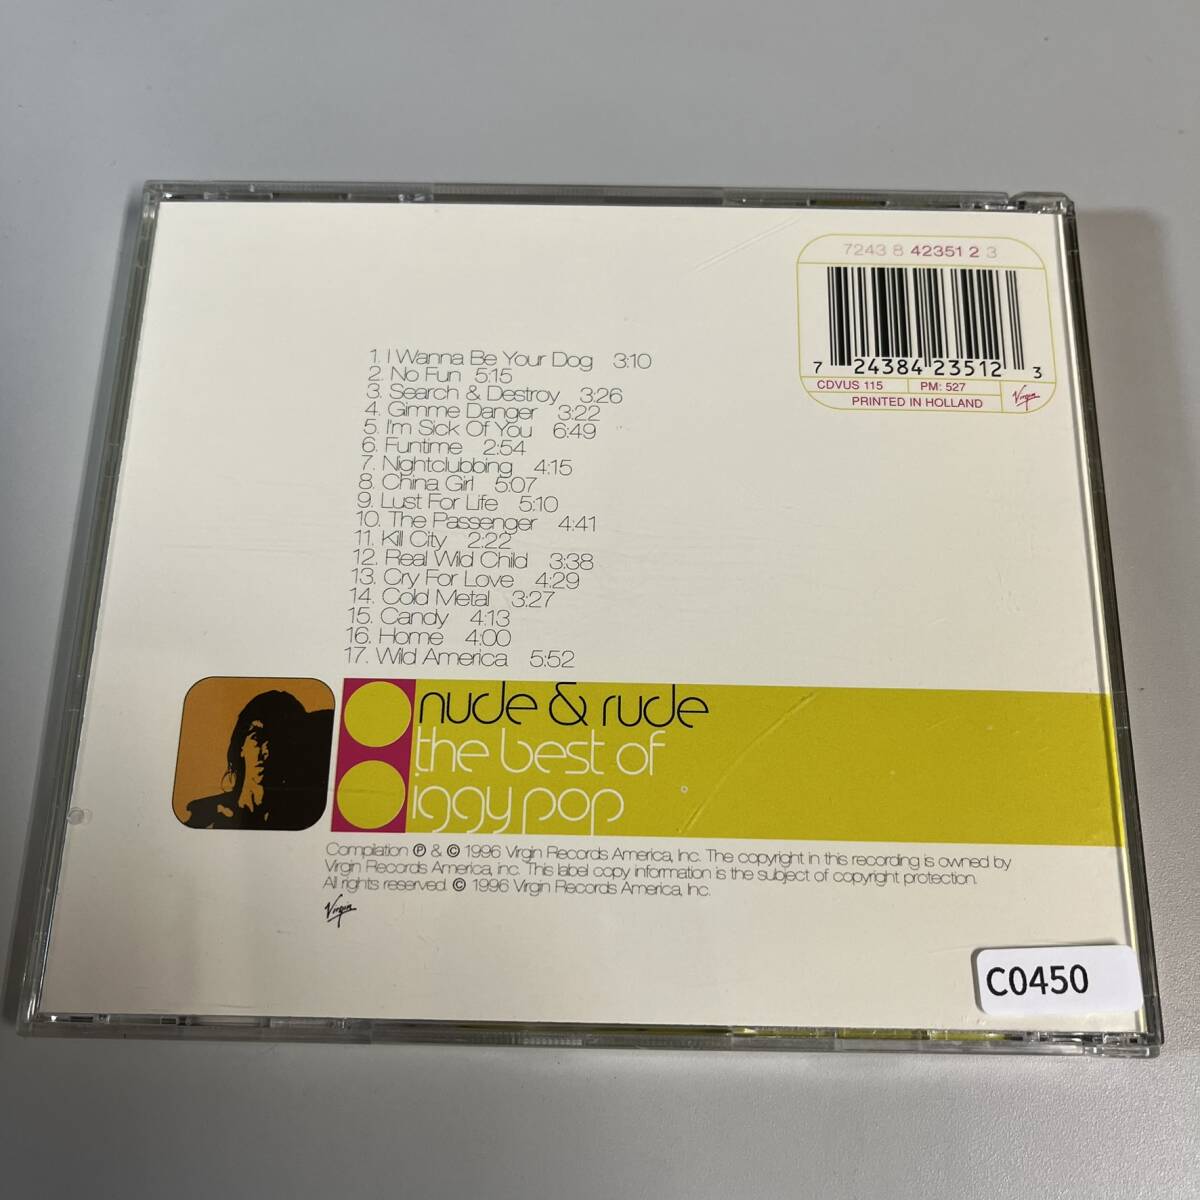 7243 8 42351 2 3
7 24384 23512 3
CDVUS 115 PM: 527
PRINTED IN HOLLAND
Virgin
1. I Wanna Be Your Dog 3:10
2. No Fun 5:15
3. Search & Destroy 3:26
4. Gimme Danger 3:22
5. I'm Sick Of You 6:49
6. Funtime 2:54
7. Nightclubbing 4:15
8. China Girl 5:07
9. Lust For Life 5:10
10. The Passenger 4:41
11. Kill City 2:22
12. Real Wild Child 3:38
13. Cry For Love 4:29
14. Cold Metal 3:27
15. Candy 4:13
16. Home 4:00
17. Wild America 5:52
nude & rude
the best of
iggy pop
Compilation ℗ & © 1996 Virgin Records America, Inc. The copyright in this recording is owned by
Virgin Records America, inc. This label copy information is the subject of copyright protection.
All rights reserved. © 1996 Virgin Records America, Inc.
Virgin
C0450